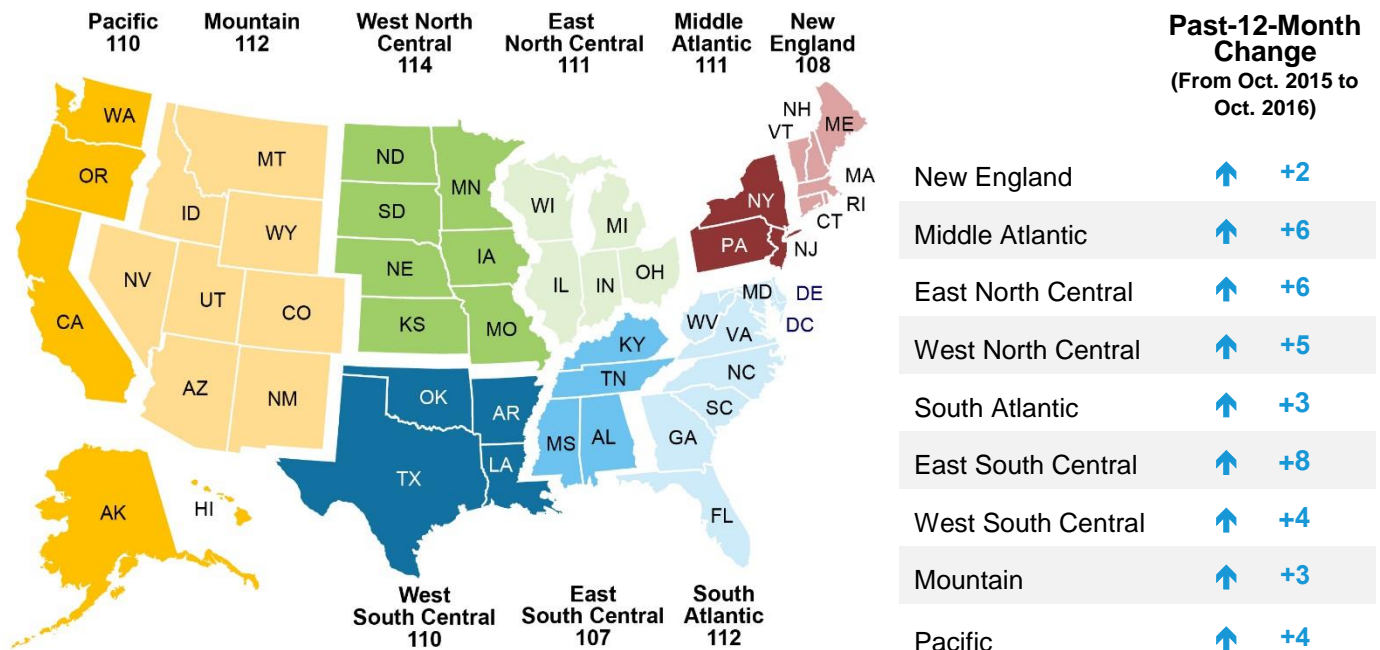 Pacific
110
Mountain
112
West North
Central
114
East
North Central
111
Middle
Atlantic
111
New
England
108
WA
OR
CA
AK
HI
MT
ID
WY
NV
UT
CO
AZ
NM
ND
SD
NE
KS
MN
IA
MO
WI
MI
IL
IN
OH
NY
PA
NJ
NH
VT
ME
MA
RI
CT
MD
DE
DC
WV
VA
NC
SC
GA
FL
KY
TN
MS
AL
OK
AR
TX
LA
West
South Central
110
East
South Central
107
South
Atlantic
112
Past-12-Month
Change
(From Oct. 2015 to
Oct. 2016)
New England +2
Middle Atlantic +6
East North Central +6
West North Central +5
South Atlantic +3
East South Central +8
West South Central +4
Mountain +3
Pacific +4